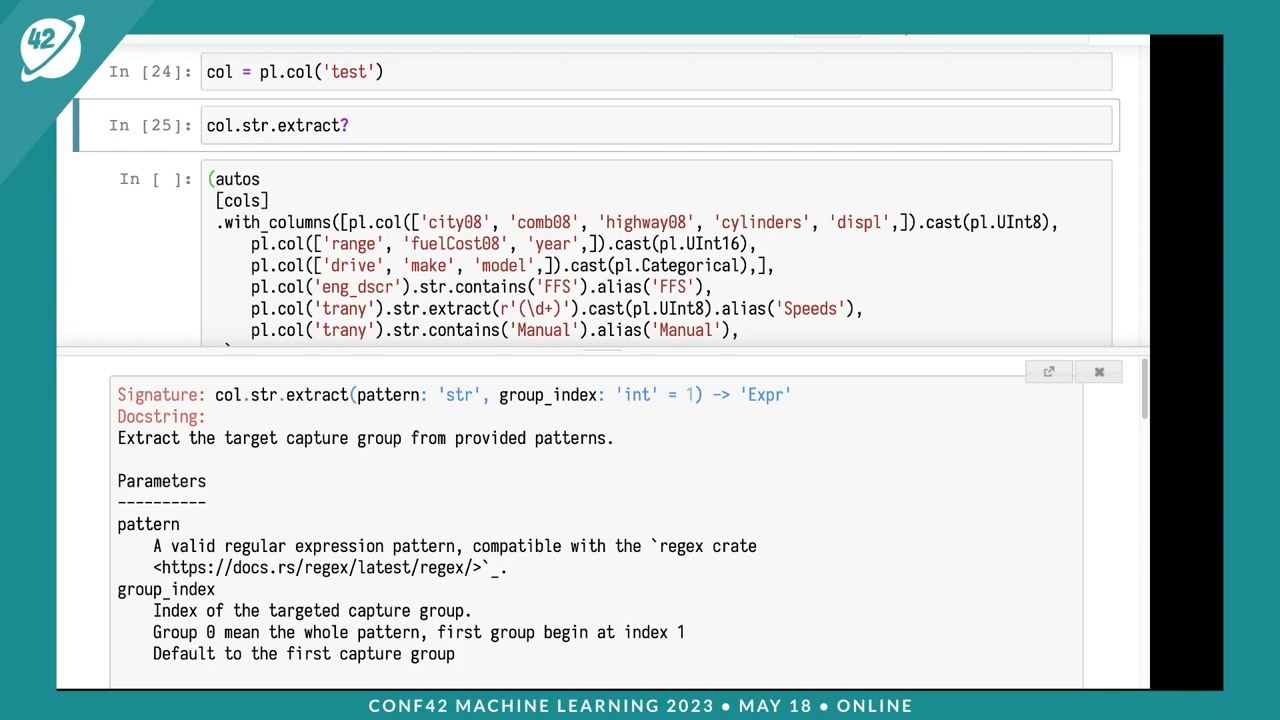 42
In [24]: col = pl.col('test')
In [25]: col.str.extract?
In [ ]: (autos
[cols]
.with_columns([pl.col(['city08', 'comb08', 'highway08', 'cylinders', 'displ',]).cast(pl.UInt8),
pl.col(['range', 'fuelCost08', 'year',]).cast(pl.UInt16),
pl.col(['drive', 'make', 'model',]).cast(pl.Categorical),],
pl.col('eng_dscr').str.contains('FFS').alias('FFS'),
pl.col('trany').str.extract(r'(\d+)').cast(pl.UInt8).alias('Speeds'),
pl.col('trany').str.contains('Manual').alias('Manual'),
Signature: col.str.extract(pattern: 'str', group_index: 'int' = 1) -> 'Expr'
Docstring:
Extract the target capture group from provided patterns.
Parameters
----------
pattern
A valid regular expression pattern, compatible with the `regex crate
<https://docs.rs/regex/latest/regex/>`_.
group_index
Index of the targeted capture group.
Group 0 mean the whole pattern, first group begin at index 1
Default to the first capture group
CONF42 MACHINE LEARNING 2023 • MAY 18 • ONLINE